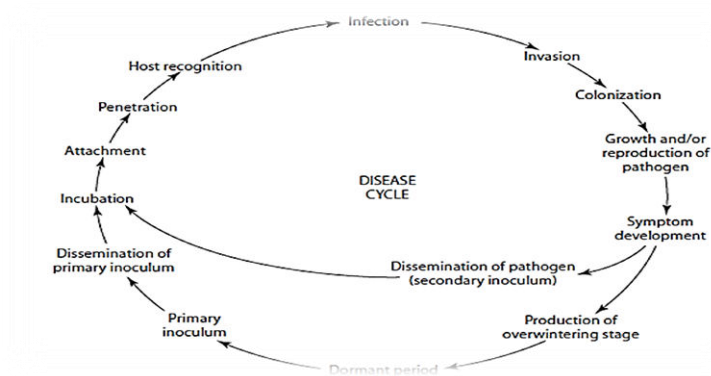 Infection
Invasion
Colonization
Growth and/or
reproduction of
pathogen
Symptom
development
Dissemination of pathogen
(secondary inoculum)
Production of
overwintering stage
Dormant period
Primary
inoculum
Dissemination of
primary inoculum
Incubation
Attachment
Penetration
Host recognition
DISEASE
CYCLE